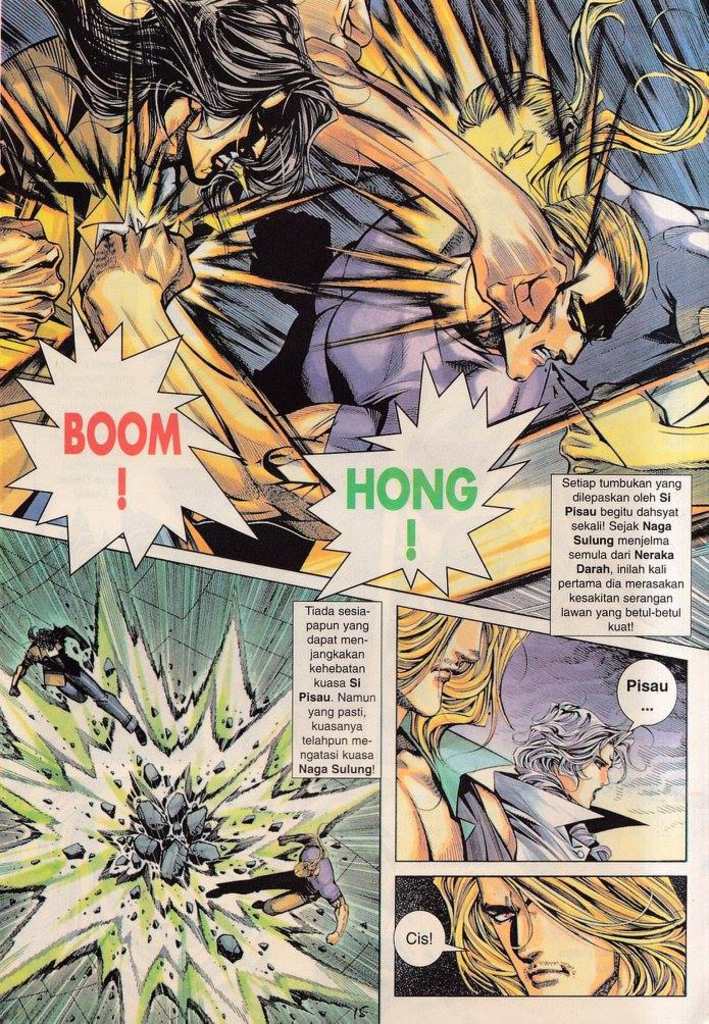 BOOM
!
HONG
!
Setiap tumbukan yang
dilepaskan oleh Si
Pisau begitu dahsyat
sekali! Sejak Naga
Sulung menjelma
semula dari Neraka
Darah, inilah kali
pertama dia merasakan
kesakitan serangan
lawan yang betul-betul
kuat!
Tiada sesia-
papun yang
dapat men-
jangkakan
kehebatan
kuasa Si
Pisau. Namun
yang pasti,
kuasanya
telahpun me-
ngatasi kuasa
Naga Sulung!
Pisau
...
Cis!
15